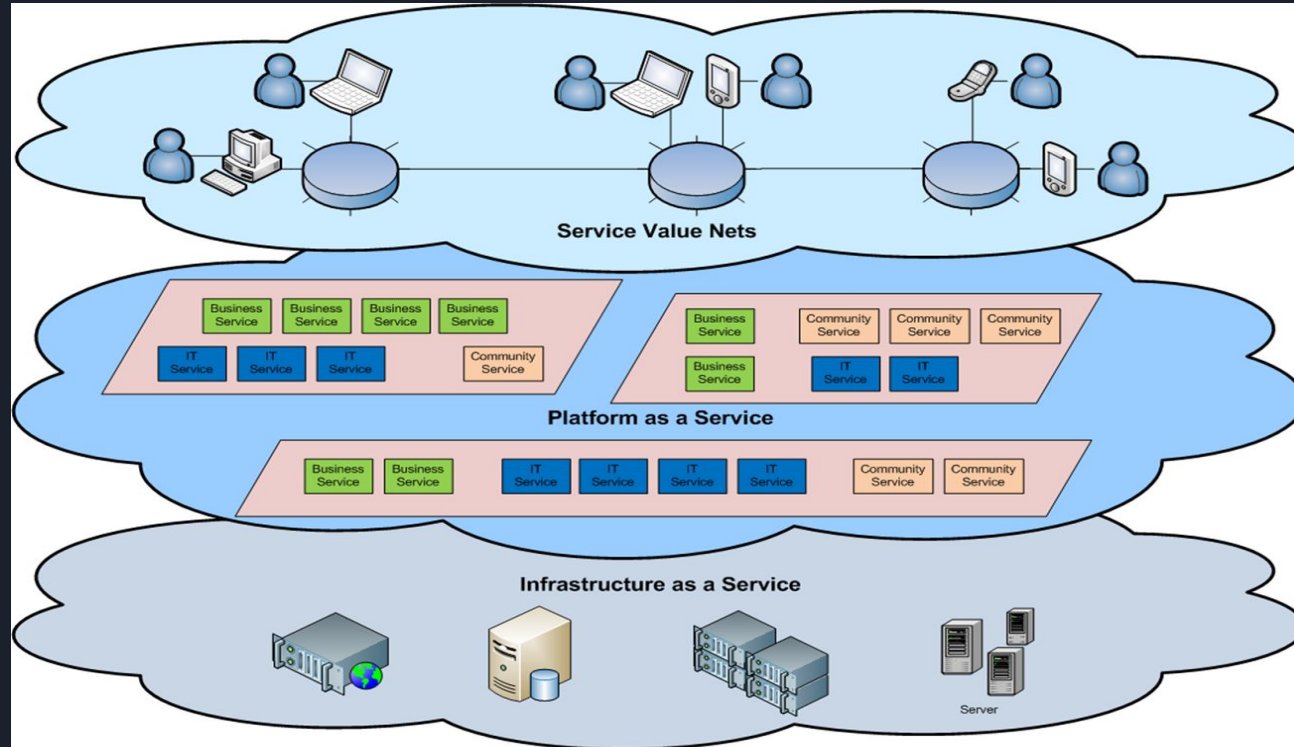 Service Value Nets
Business Service
Business Service
Business Service
Business Service
IT Service
IT Service
IT Service
Community Service
Business Service
Community Service
Community Service
Community Service
Business Service
IT Service
IT Service
Platform as a Service
Business Service
Business Service
IT Service
IT Service
IT Service
IT Service
Community Service
Community Service
Infrastructure as a Service
Server